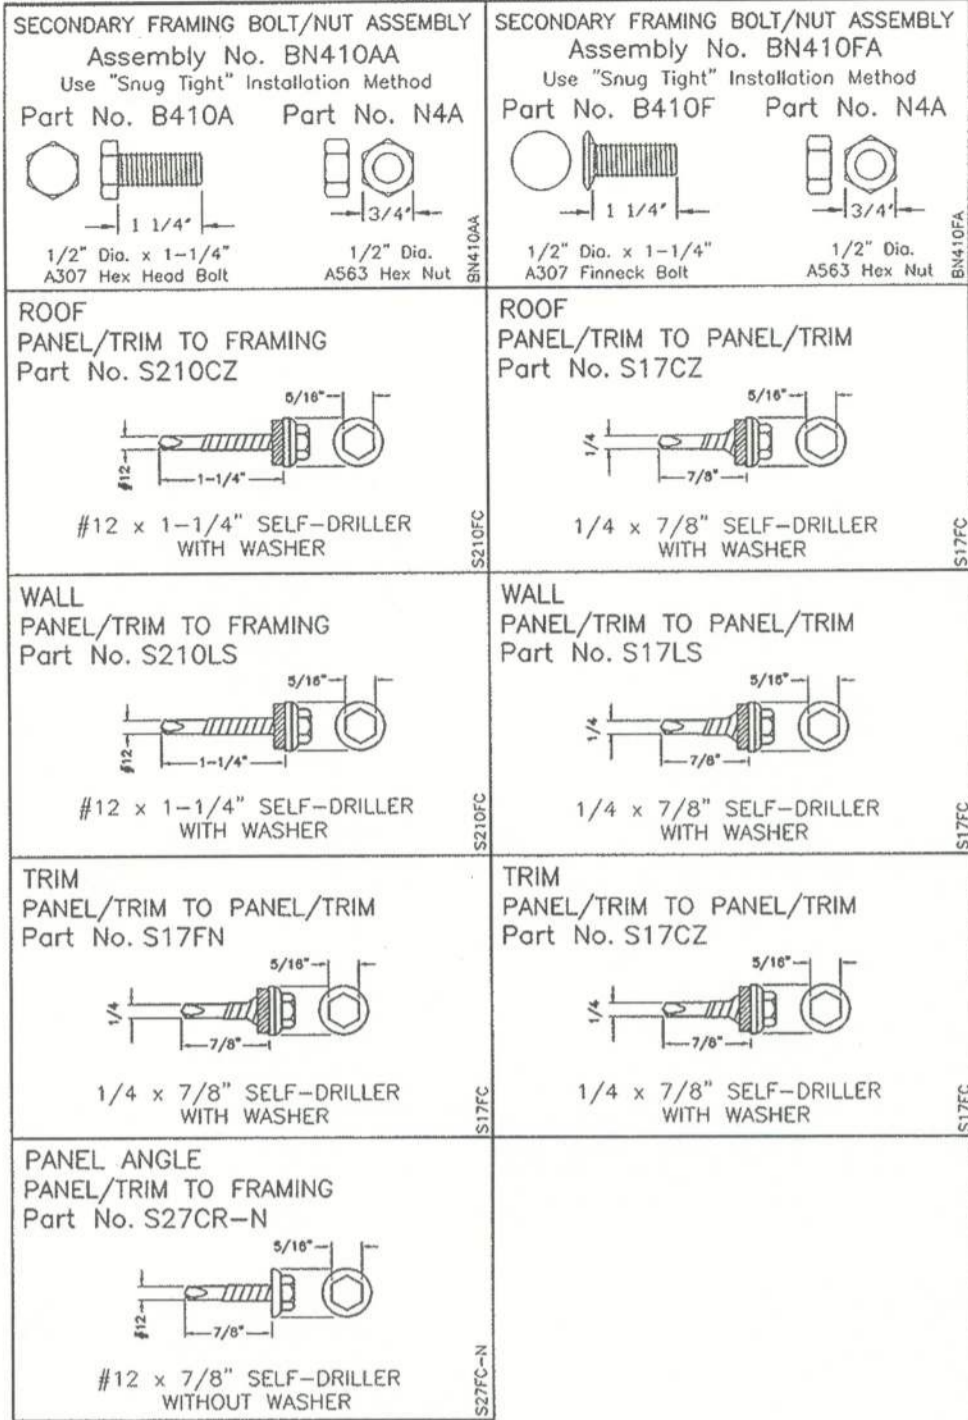 SECONDARY FRAMING BOLT/NUT ASSEMBLY
Assembly No. BN410AA
Use "Snug Tight" Installation Method
Part No. B410A Part No. N4A
1 1/4"
3/4"
1/2" Dia. x 1-1/4"
A307 Hex Head Bolt
1/2" Dia.
A563 Hex Nut
BN410AA
SECONDARY FRAMING BOLT/NUT ASSEMBLY
Assembly No. BN410FA
Use "Snug Tight" Installation Method
Part No. B410F Part No. N4A
1 1/4"
3/4"
1/2" Dia. x 1-1/4"
A307 Finneck Bolt
1/2" Dia.
A563 Hex Nut
BN410FA
ROOF
PANEL/TRIM TO FRAMING
Part No. S210CZ
5/16"
#12
1-1/4"
#12 x 1-1/4" SELF-DRILLER
WITH WASHER
S210FC
ROOF
PANEL/TRIM TO PANEL/TRIM
Part No. S17CZ
5/16"
1/4
7/8"
1/4 x 7/8" SELF-DRILLER
WITH WASHER
S17FC
WALL
PANEL/TRIM TO FRAMING
Part No. S210LS
5/16"
#12
1-1/4"
#12 x 1-1/4" SELF-DRILLER
WITH WASHER
S210FC
WALL
PANEL/TRIM TO PANEL/TRIM
Part No. S17LS
5/16"
1/4
7/8"
1/4 x 7/8" SELF-DRILLER
WITH WASHER
S17FC
TRIM
PANEL/TRIM TO PANEL/TRIM
Part No. S17FN
5/16"
1/4
7/8"
1/4 x 7/8" SELF-DRILLER
WITH WASHER
S17FC
TRIM
PANEL/TRIM TO PANEL/TRIM
Part No. S17CZ
5/16"
1/4
7/8"
1/4 x 7/8" SELF-DRILLER
WITH WASHER
S17FC
PANEL ANGLE
PANEL/TRIM TO FRAMING
Part No. S27CR-N
5/16"
#12
7/8"
#12 x 7/8" SELF-DRILLER
WITHOUT WASHER
S27FC-N